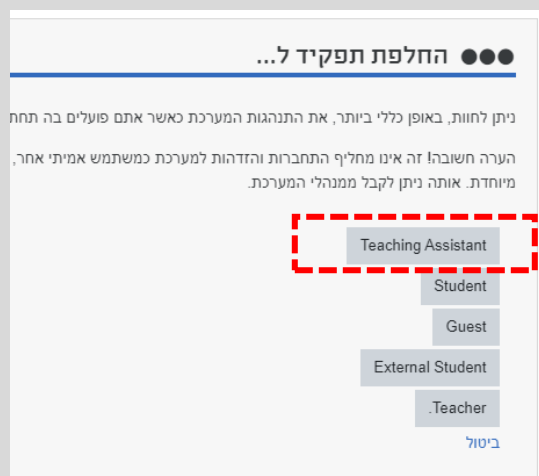 החלפת תפקיד ל...
ניתן לחוות, באופן כללי ביותר, את התנהגות המערכת כאשר אתם פועלים בה תחת
הערה חשובה! זה אינו מחליף התחברות והזדהות למערכת כמשתמש אמיתי אחר,
מיוחדת. אותה ניתן לקבל ממנהלי המערכת.
Teaching Assistant
Student
Guest
External Student
Teacher.
ביטול